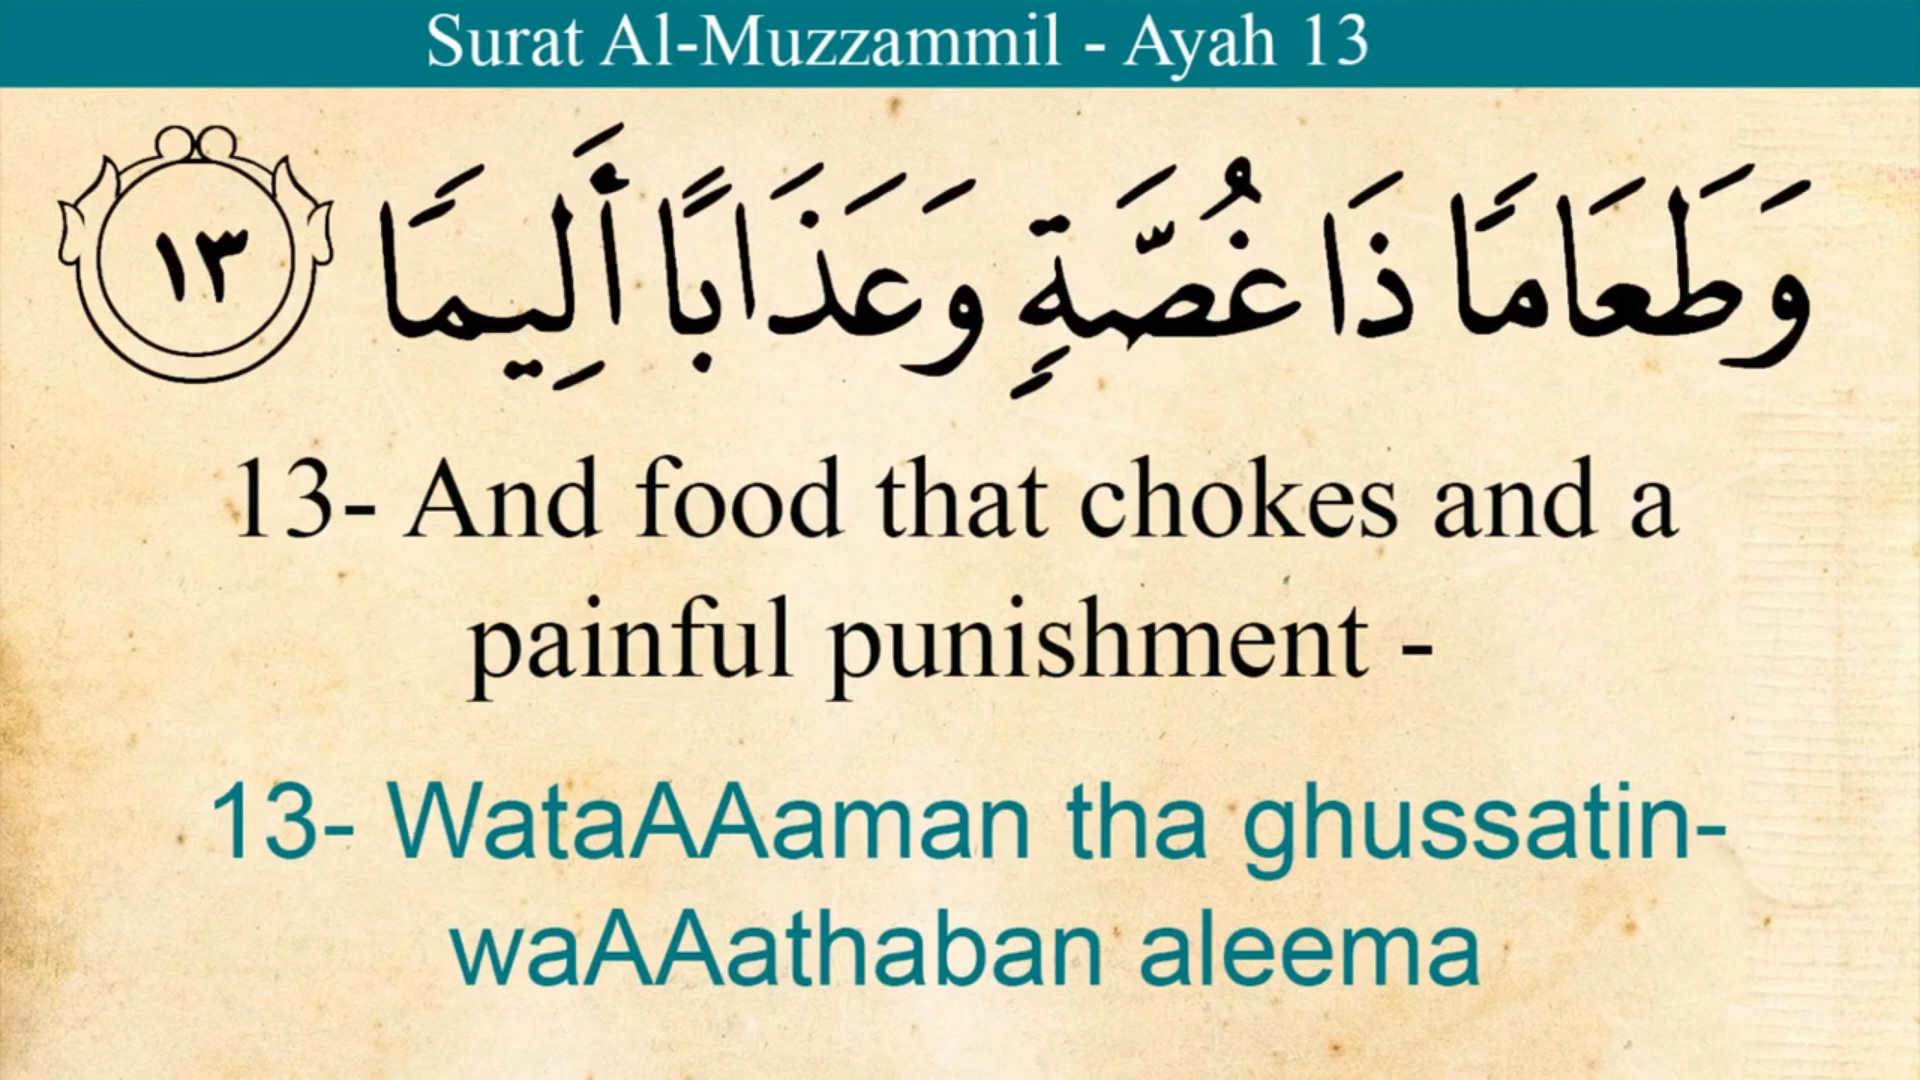 Surat Al-Muzzammil - Ayah 13
وَطَعَامًا ذَا غُصَّةٍ وَعَذَابًا أَلِيمًا ١٣
13- And food that chokes and a
painful punishment -
13- WataAAaman tha ghussatin-
waAAathaban aleema